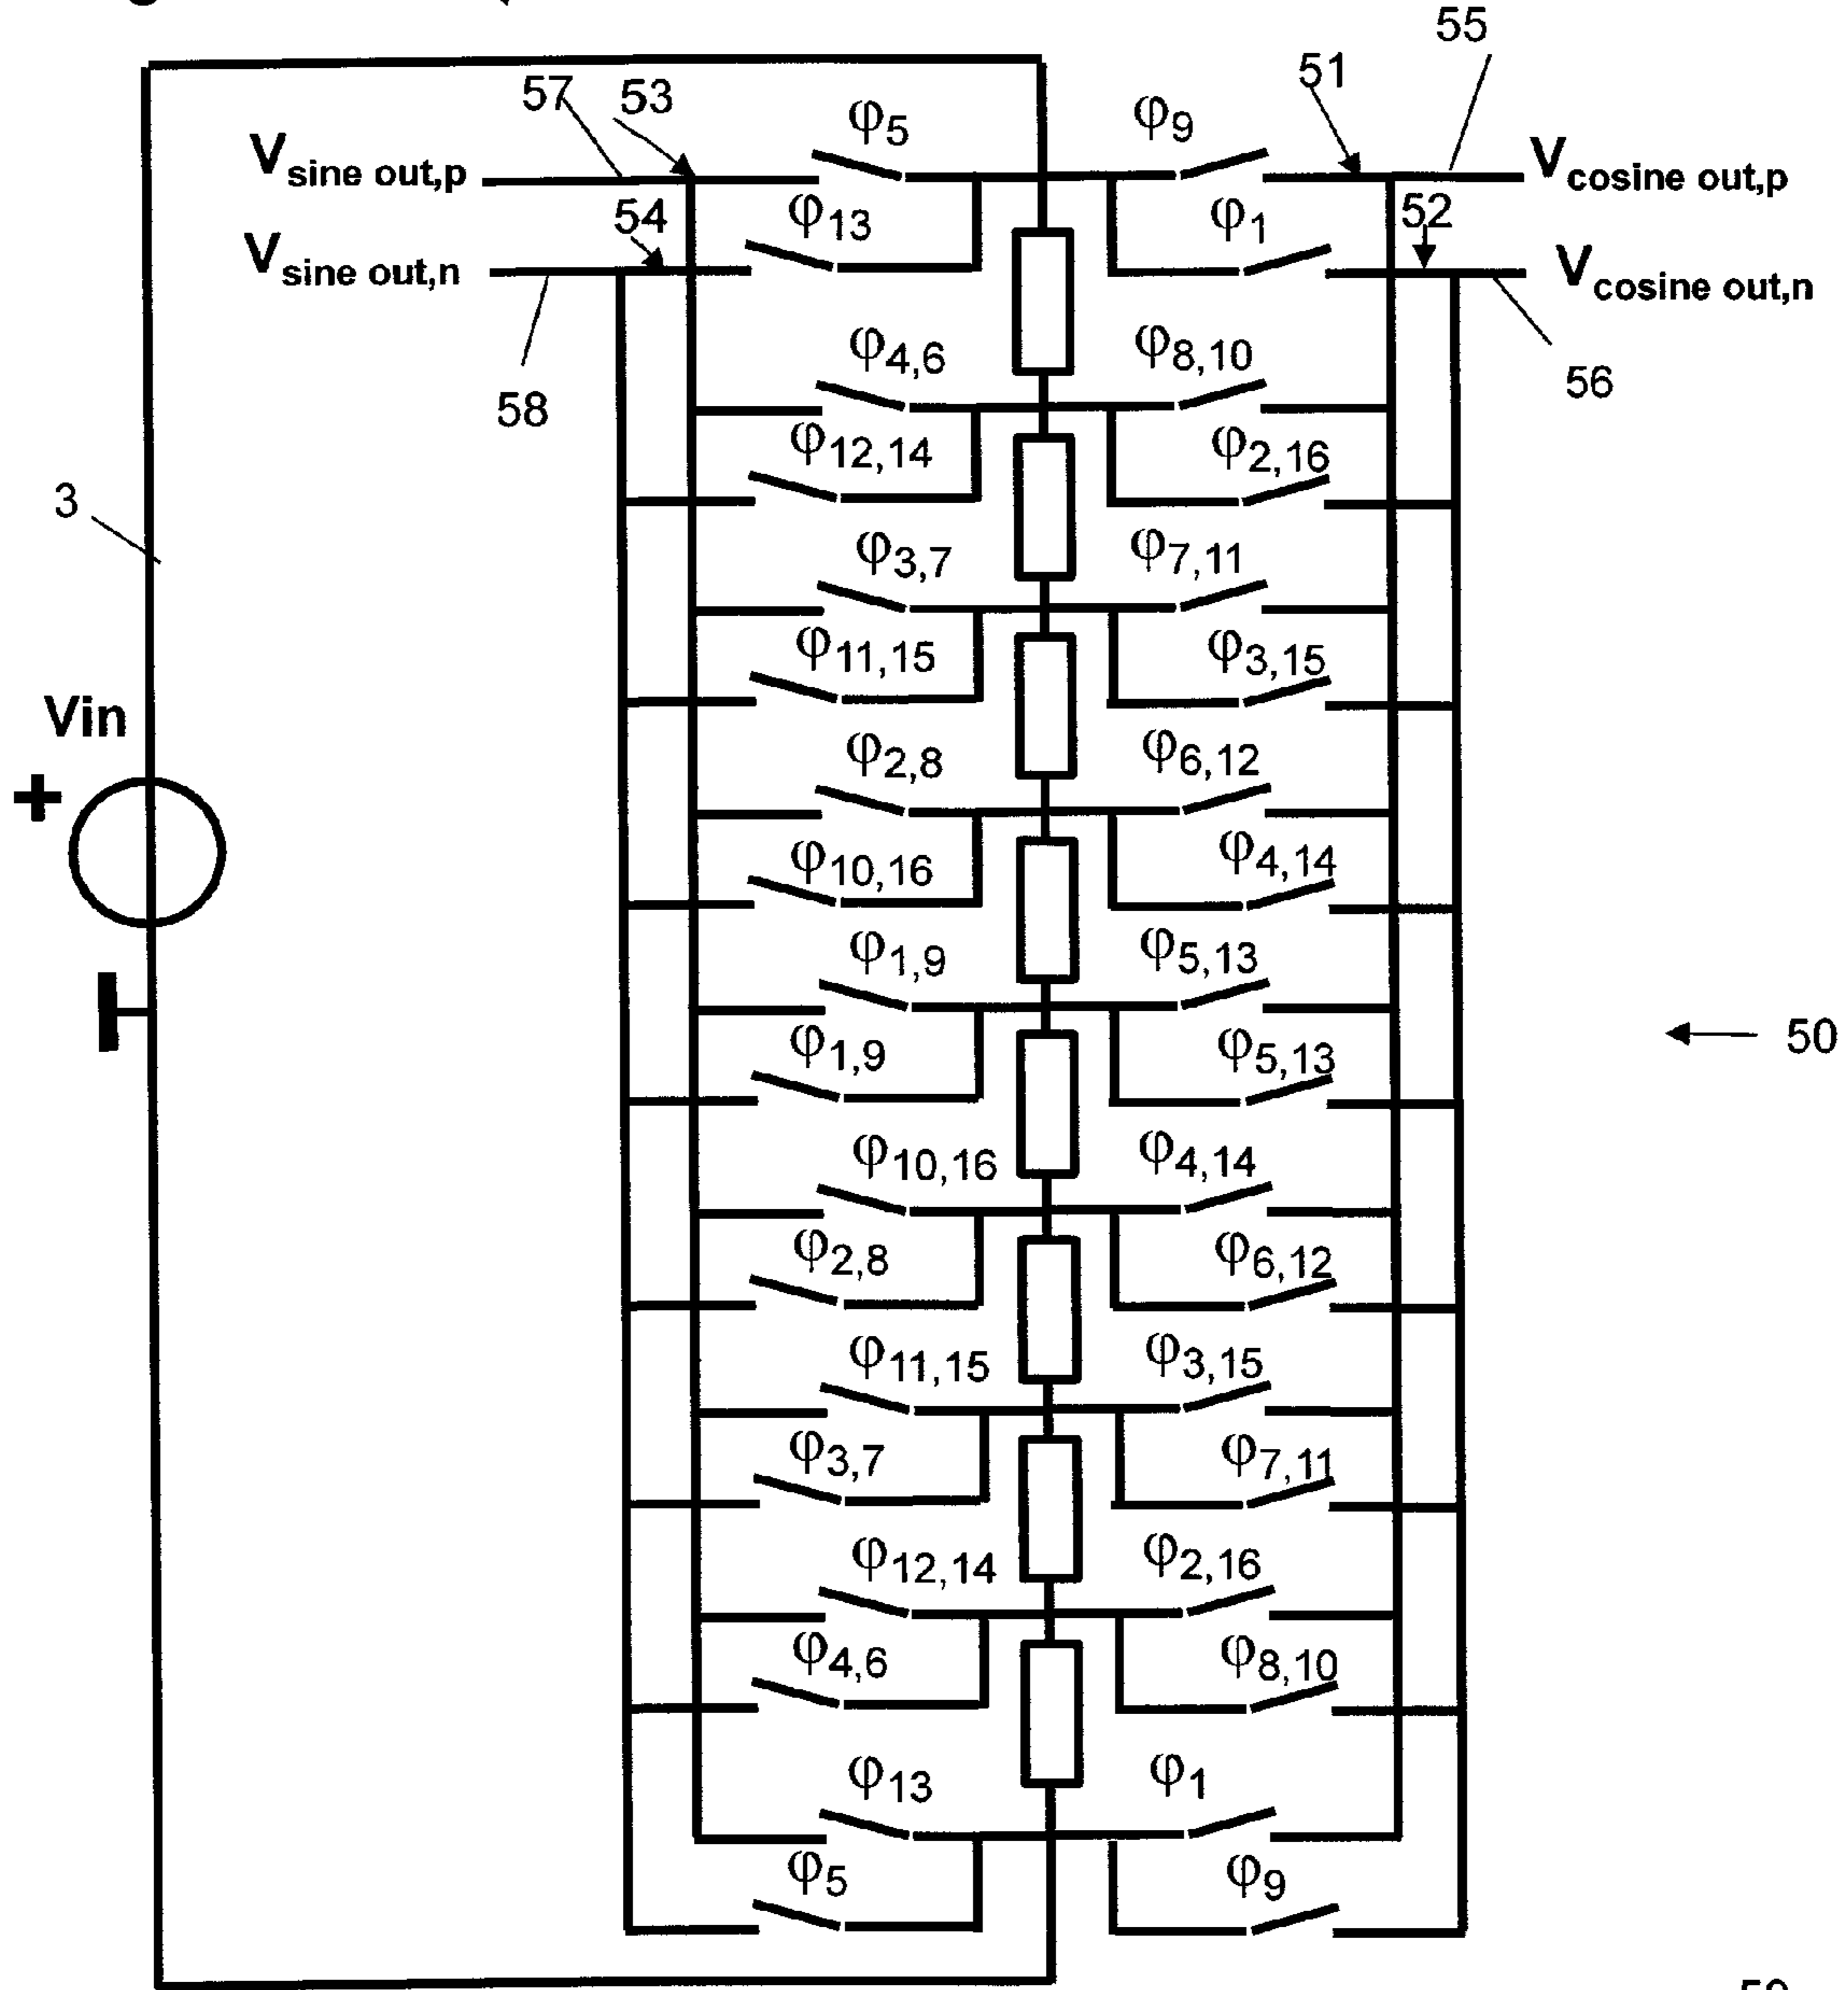 55
57 53 φ5 φ9 51
Vsine out,p Vcosine out,p
54 φ13 φ1 52
Vsine out,n Vcosine out,n
φ4,6 φ8,10
58 56
φ12,14 φ2,16
3
φ3,7 φ7,11
φ11,15 φ3,15
Vin
φ2,8 φ6,12
+
φ10,16 φ4,14
φ1,9 φ5,13
50
φ1,9 φ5,13
φ10,16 φ4,14
φ2,8 φ6,12
φ11,15 φ3,15
φ3,7 φ7,11
φ12,14 φ2,16
φ4,6 φ8,10
φ13 φ1
φ5 φ9